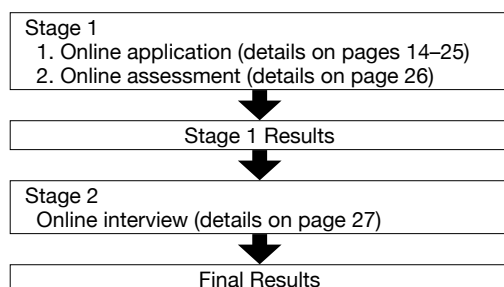 Stage 1
1. Online application (details on pages 14–25)
2. Online assessment (details on page 26)
Stage 1 Results
Stage 2
Online interview (details on page 27)
Final Results